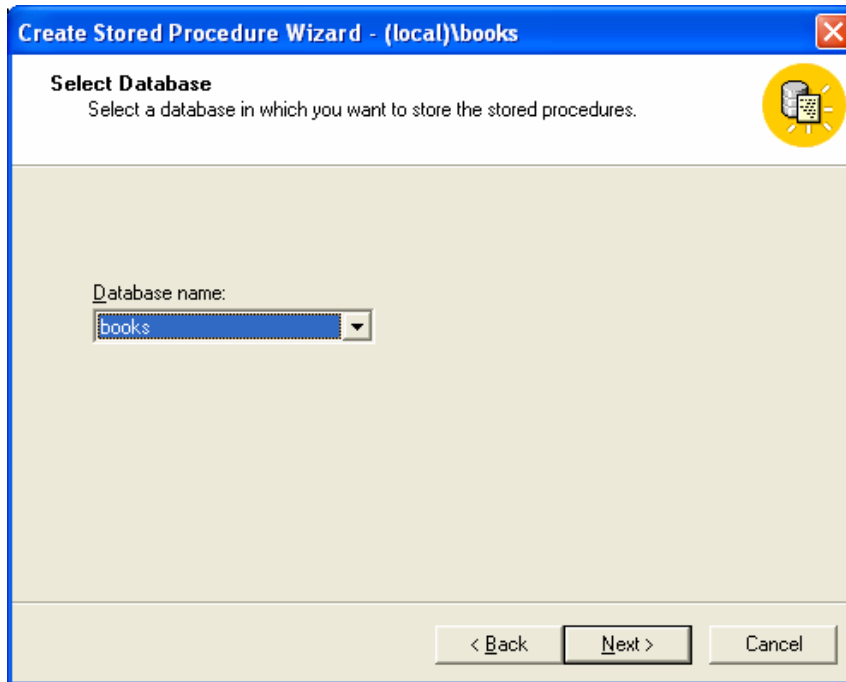 Create Stored Procedure Wizard - (local)\books
Select Database
Select a database in which you want to store the stored procedures.
Database name:
books
< Back Next > Cancel